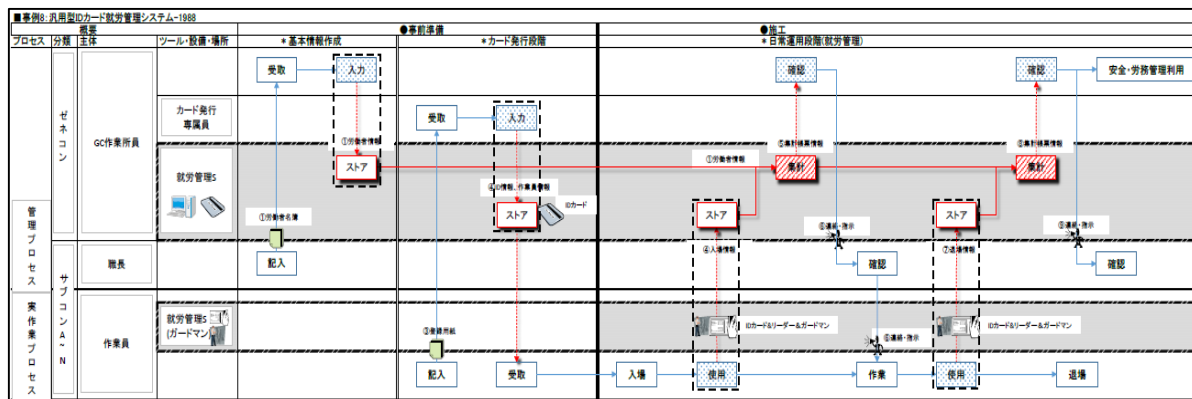 ■事例8:汎用型IDカード就労管理システム-1988
概要
●事前準備
●施工
プロセス
分類
主体
ツール・設備・場所
*基本情報作成
*カード発行段階
*日常運用段階(就労管理)
受取
入力
確認
確認
安全・労務管理利用
ゼネコン
GC作業所員
カード発行
専属員
受取
入力
①労働者情報
⑤集計結果情報
⑧集計結果情報
ストア
①労働者情報
集計
集計
就労管理S
④ID情報、作業員情報
ストア
IDカード
ストア
ストア
①労働者名簿
⑥連絡・指示
⑨連絡・指示
管理プロセス
サブコンA~N
職長
記入
④入場情報
⑦退場情報
確認
確認
実作業プロセス
作業員
就労管理S
(ガードマン)
IDカード&リーダー&ガードマン
IDカード&リーダー&ガードマン
③登録用紙
⑥連絡・指示
記入
受取
入場
使用
作業
使用
退場